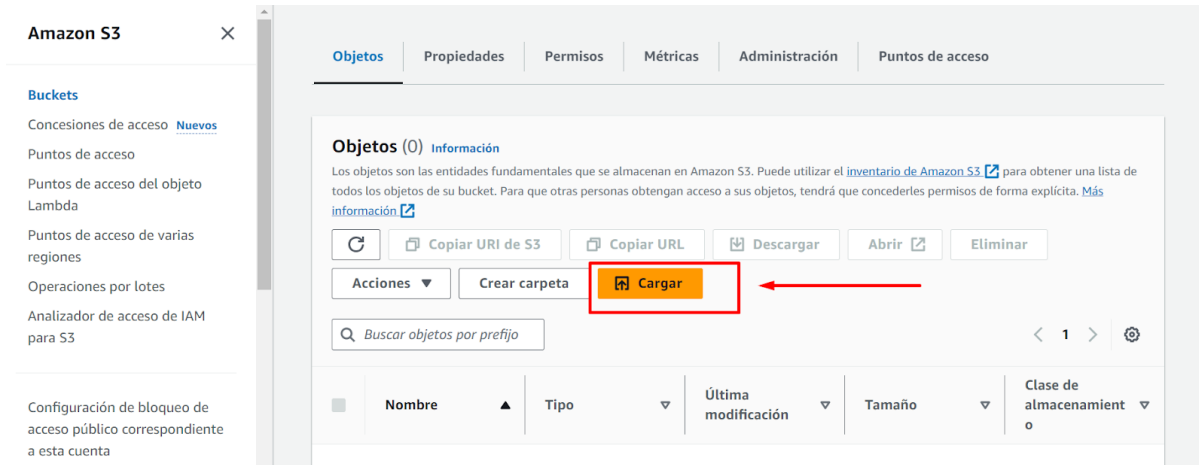 Amazon S3
Buckets
Concesiones de acceso Nuevos
Puntos de acceso
Puntos de acceso del objeto
Lambda
Puntos de acceso de varias
regiones
Operaciones por lotes
Analizador de acceso de IAM
para S3
Configuración de bloqueo de
acceso público correspondiente
a esta cuenta
Objetos Propiedades Permisos Métricas Administración Puntos de acceso
Objetos (0) Información
Los objetos son las entidades fundamentales que se almacenan en Amazon S3. Puede utilizar el inventario de Amazon S3 para obtener una lista de
todos los objetos de su bucket. Para que otras personas obtengan acceso a sus objetos, tendrá que concederles permisos de forma explícita. Más
información
Copiar URI de S3 Copiar URL Descargar Abrir Eliminar
Acciones Crear carpeta Cargar
Buscar objetos por prefijo
1
Nombre Tipo Última
modificación Tamaño Clase de
almacenamient
o